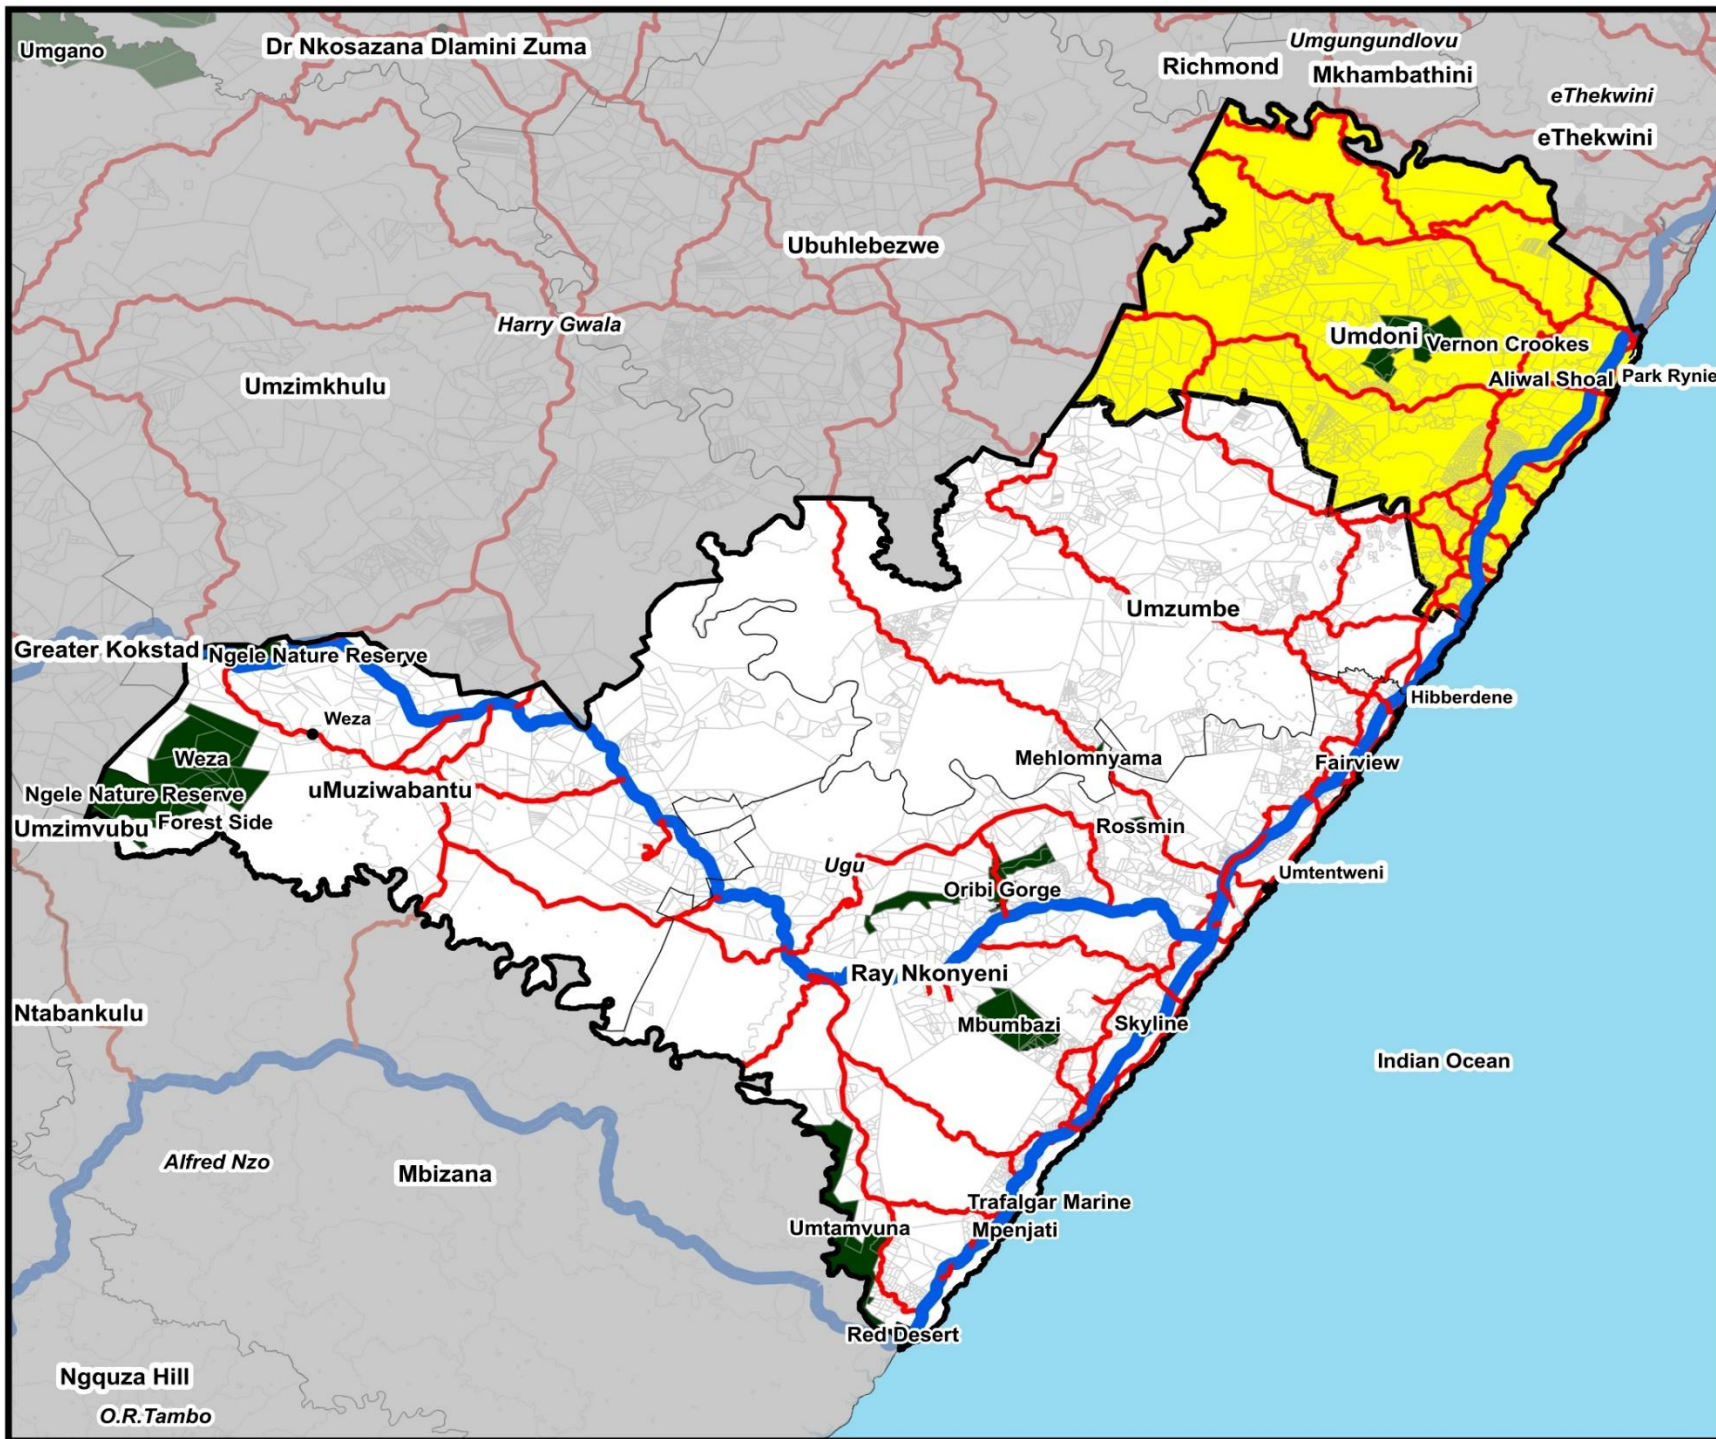 Umgano
Dr Nkosazana Dlamini Zuma
Umgungundlovu
Richmond
Mkhambathini
eThekwini
eThekwini
Ubuhlebezwe
Harry Gwala
Umdoni
Vernon Crookes
Umzimkhulu
Aliwal Shoal
Park Rynie
Umzumbe
Greater Kokstad
Ngele Nature Reserve
Hibberdene
Weza
Weza
Mehlomnyama
Fairview
uMuziwabantu
Ngele Nature Reserve
Umzimvubu
Forest Side
Rossmin
Ugu
Oribi Gorge
Umtentweni
Ray Nkonyeni
Ntabankulu
Mbumbazi
Skyline
Indian Ocean
Alfred Nzo
Mbizana
Trafalgar Marine
Umtamvuna
Mpenjati
Red Desert
Ngquza Hill
O.R.Tambo